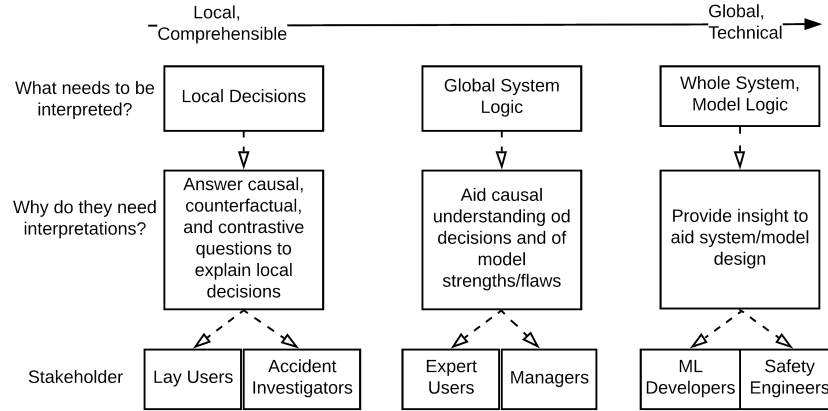 Local,
Comprehensible
Global,
Technical
What needs to be
interpreted?
Local Decisions
Global System
Logic
Whole System,
Model Logic
Why do they need
interpretations?
Answer causal,
counterfactual,
and contrastive
questions to
explain local
decisions
Aid causal
understanding od
decisions and of
model
strengths/flaws
Provide insight to
aid system/model
design
Stakeholder
Lay Users
Accident
Investigators
Expert
Users
Managers
ML
Developers
Safety
Engineers